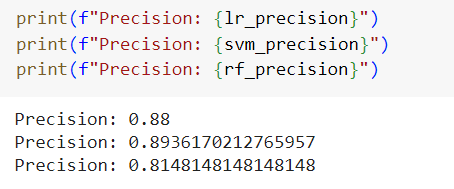 print(f"Precision: {lr_precision}")
print(f"Precision: {svm_precision}")
print(f"Precision: {rf_precision}")
Precision: 0.88
Precision: 0.8936170212765957
Precision: 0.8148148148148148